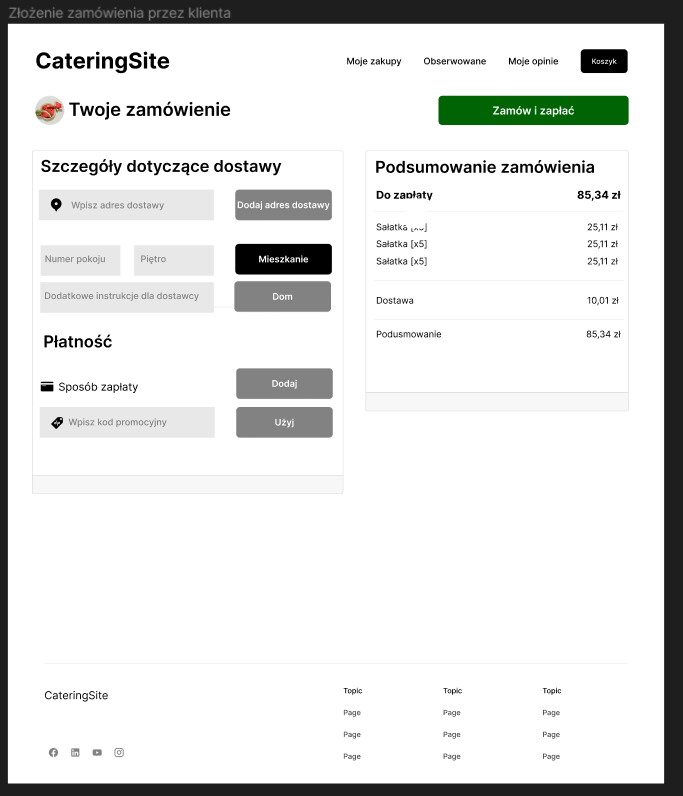 Złożenie zamówienia przez klienta
CateringSite
Moje zakupy
Obserwowane
Moje opinie
Koszyk
Twoje zamówienie
Zamów i zapłać
Szczegóły dotyczące dostawy
Wpisz adres dostawy
Dodaj adres dostawy
Numer pokoju
Piętro
Mieszkanie
Dodatkowe instrukcje dla dostawcy
Dom
Płatność
Sposób zapłaty
Dodaj
Wpisz kod promocyjny
Użyj
Podsumowanie zamówienia
Do zapłaty 85,34 zł
Sałatka [x5] 25,11 zł
Sałatka [x5] 25,11 zł
Sałatka [x5] 25,11 zł
Dostawa 10,01 zł
Podusmowanie 85,34 zł
CateringSite
Topic
Page
Page
Page
Topic
Page
Page
Page
Topic
Page
Page
Page